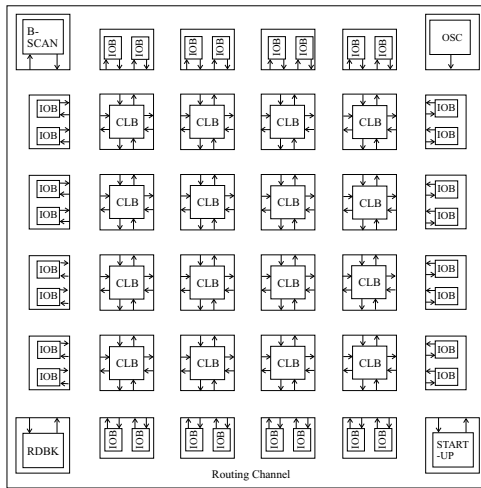 B-
SCAN
IOB IOB IOB IOB IOB IOB IOB IOB
OSC
IOB CLB CLB CLB CLB IOB
IOB IOB
IOB CLB CLB CLB CLB IOB
IOB IOB
IOB CLB CLB CLB CLB IOB
IOB IOB
IOB CLB CLB CLB CLB IOB
IOB IOB
RDBK
IOB IOB IOB IOB IOB IOB IOB IOB
START
-UP
Routing Channel